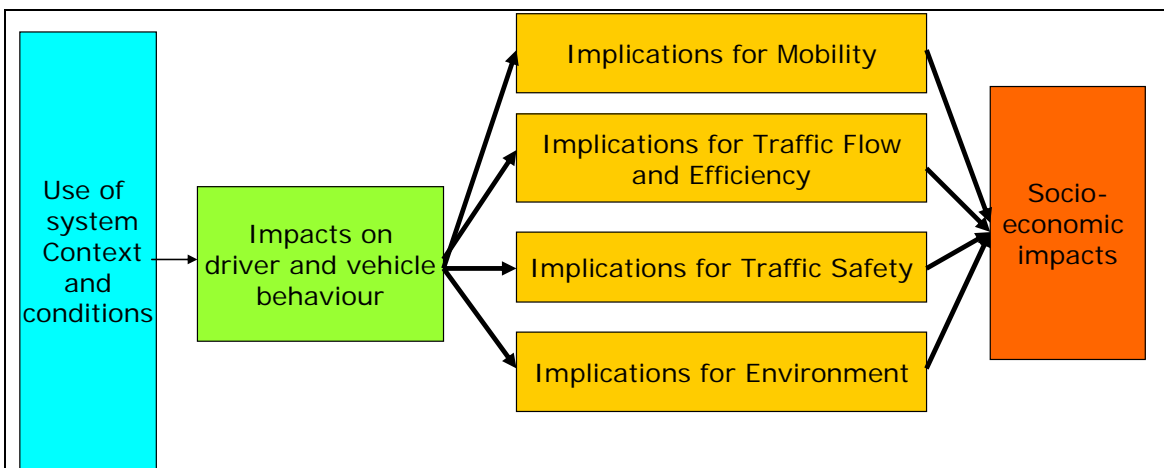 Use of
system
Context
and
conditions
Impacts on
driver and vehicle
behaviour
Implications for Mobility
Implications for Traffic Flow
and Efficiency
Implications for Traffic Safety
Implications for Environment
Socio-
economic
impacts